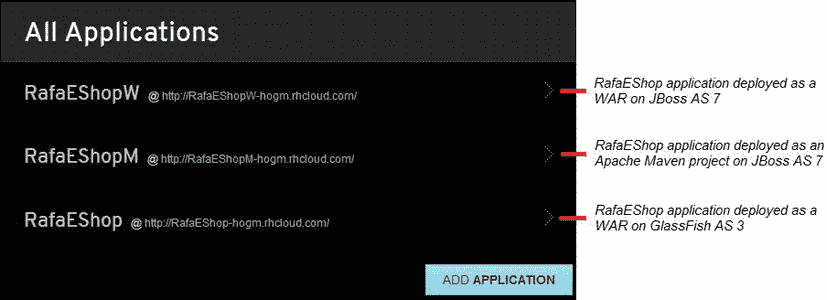 All Applications
RafaEShopW @ http://RafaEShopW-hogm.rhcloud.com/
RafaEShop application deployed as a
WAR on JBoss AS 7
RafaEShopM @ http://RafaEShopM-hogm.rhcloud.com/
RafaEShop application deployed as an
Apache Maven project on JBoss AS 7
RafaEShop @ http://RafaEShop-hogm.rhcloud.com/
RafaEShop application deployed as a
WAR on GlassFish AS 3
ADD APPLICATION